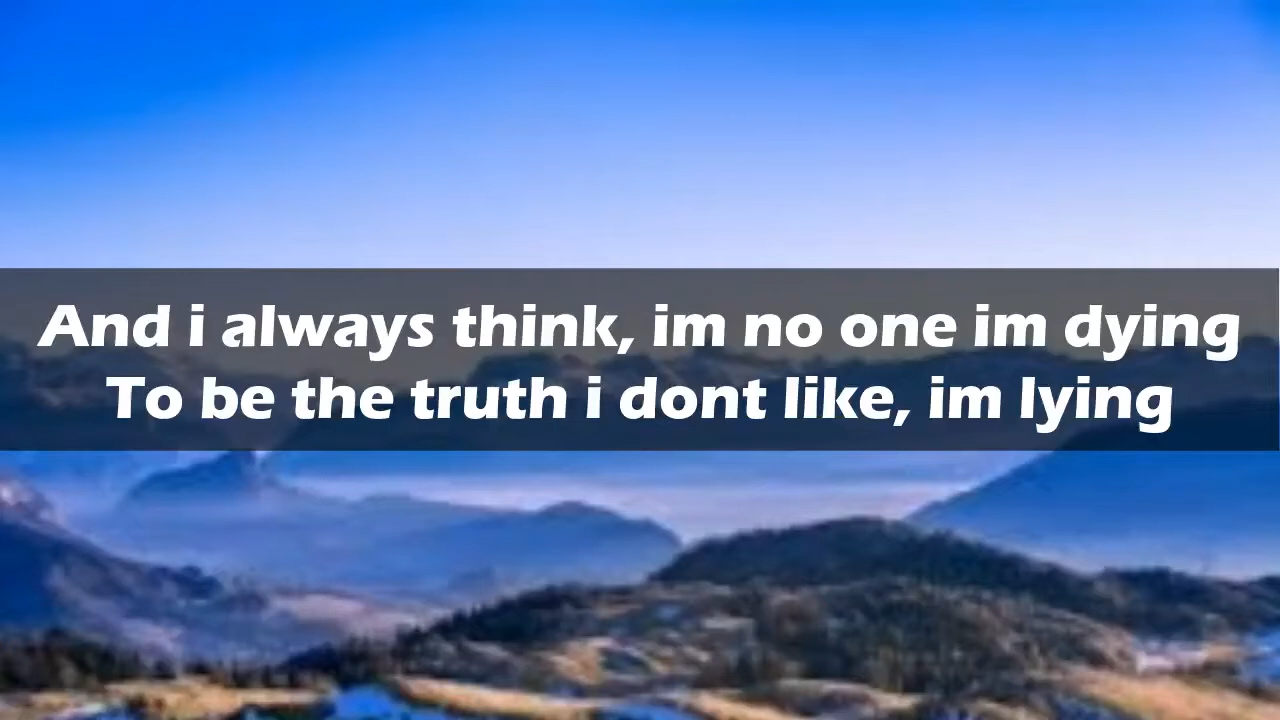 And i always think, im no one im dying
To be the truth i dont like, im lying